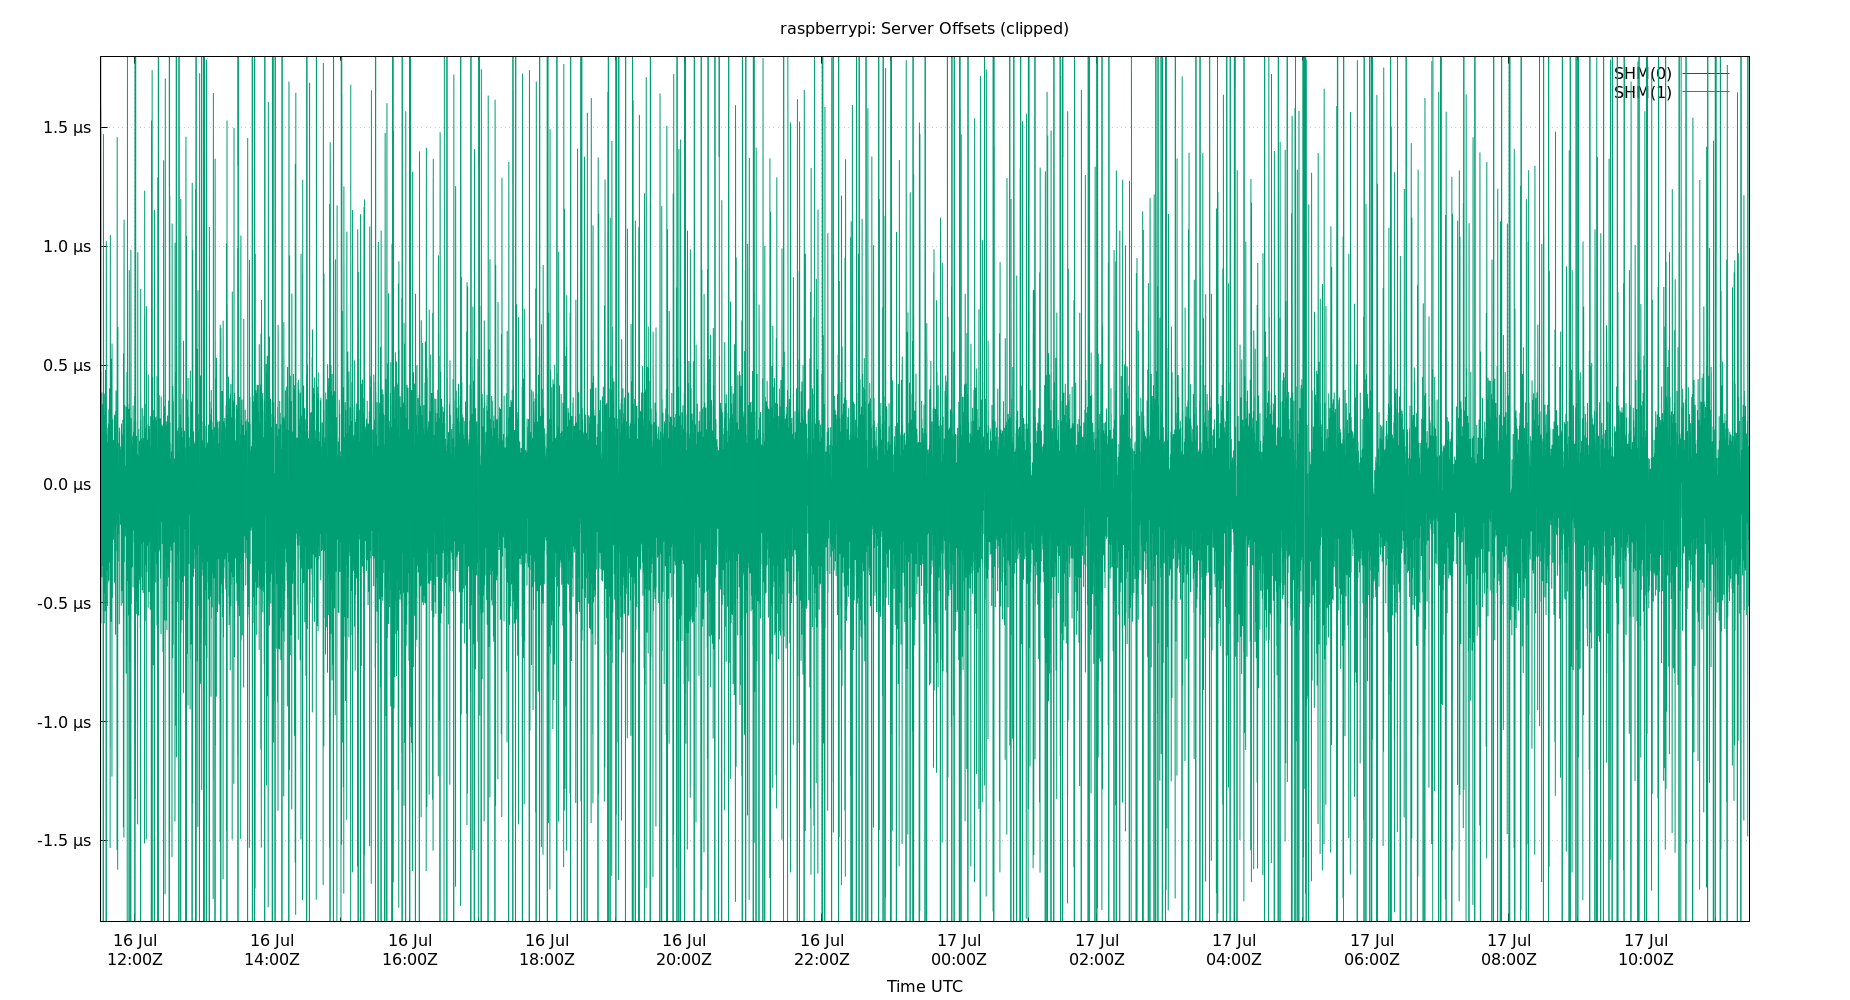 raspberrypi: Server Offsets (clipped)
SHM(0)
SHM(1)
1.5 µs
1.0 µs
0.5 µs
0.0 µs
-0.5 µs
-1.0 µs
-1.5 µs
16 Jul 16 Jul 16 Jul 16 Jul 16 Jul 16 Jul 17 Jul 17 Jul 17 Jul 17 Jul 17 Jul 17 Jul
12:00Z 14:00Z 16:00Z 18:00Z 20:00Z 22:00Z 00:00Z 02:00Z 04:00Z 06:00Z 08:00Z 10:00Z
Time UTC